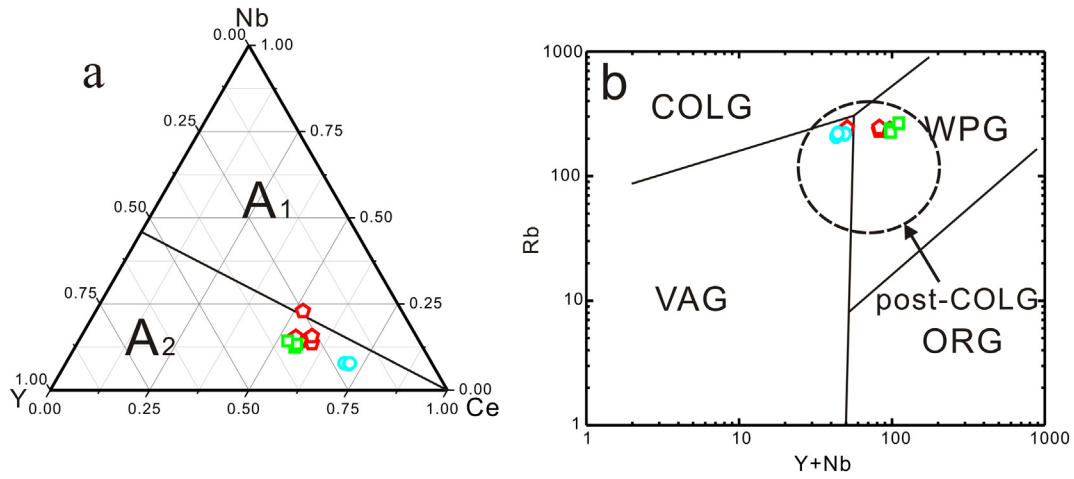 a
Nb
0.00 1.00
0.25 0.75
A1
0.50 0.50
0.75 0.25
A2
1.00 0.00
Y Ce
0.00 0.25 0.50 0.75 1.00
b
1000
COLG
WPG
100
Rb
VAG
post-COLG
10
ORG
1
1 10 100 1000
Y+Nb